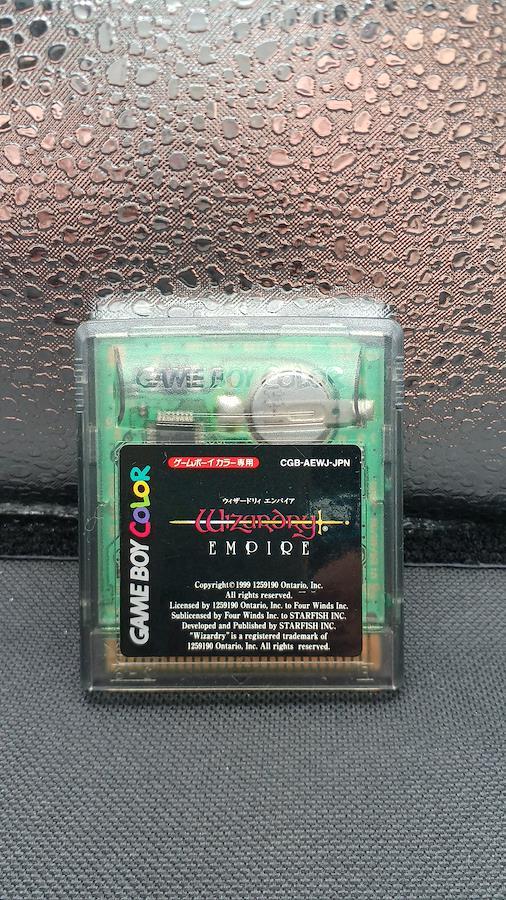 GAME BOY COLOR
ゲームボーイカラー専用 CGB-AEWJ-JPN
ウィザードリィ エンパイア
Wizardry!®
EMPIRE
GAME BOY COLOR
Copyright© 1999 1259190 Ontario, Inc.
All rights reserved.
Licensed by 1259190 Ontario, Inc. to Four Winds Inc.
Sublicensed by Four Winds Inc. to STARFISH INC.
Developed and Published by STARFISH INC.
"Wizardry" is a registered trademark of
1259190 Ontario, Inc. All rights reserved.